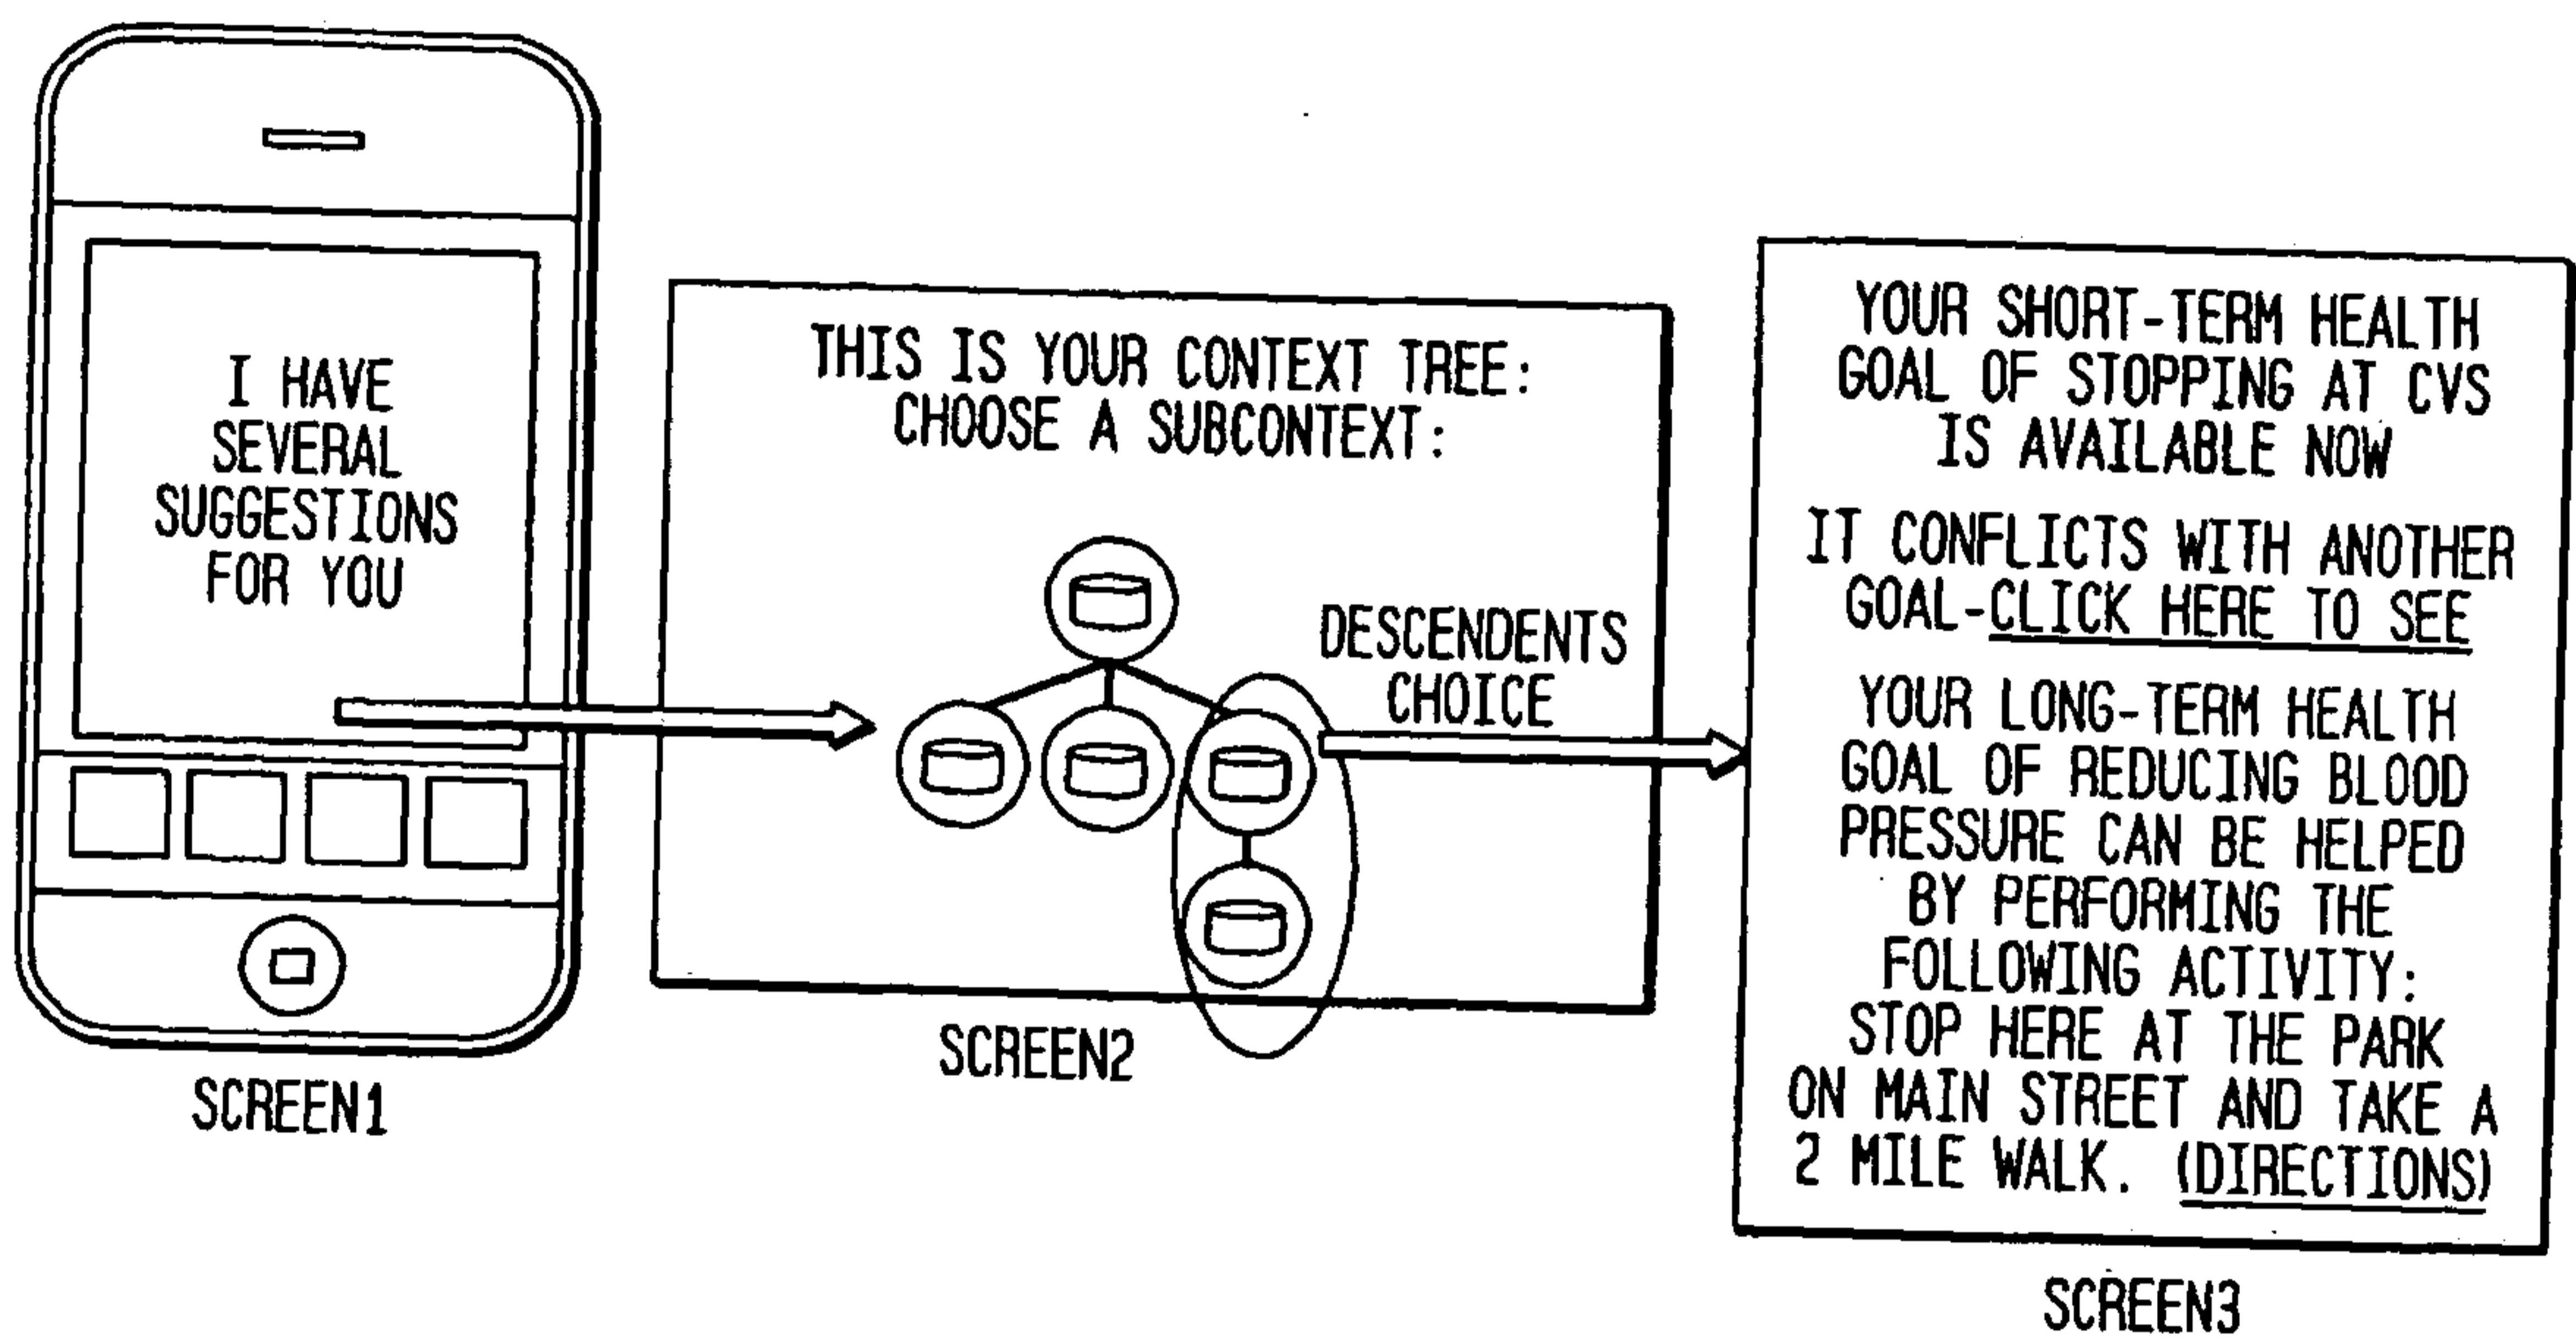 I HAVE
SEVERAL
SUGGESTIONS
FOR YOU
SCREEN1
THIS IS YOUR CONTEXT TREE:
CHOOSE A SUBCONTEXT:
DESCENDENTS
CHOICE
SCREEN2
YOUR SHORT-TERM HEALTH
GOAL OF STOPPING AT CVS
IS AVAILABLE NOW
IT CONFLICTS WITH ANOTHER
GOAL-CLICK HERE TO SEE
YOUR LONG-TERM HEALTH
GOAL OF REDUCING BLOOD
PRESSURE CAN BE HELPED
BY PERFORMING THE
FOLLOWING ACTIVITY:
STOP HERE AT THE PARK
ON MAIN STREET AND TAKE A
2 MILE WALK. (DIRECTIONS)
SCREEN3